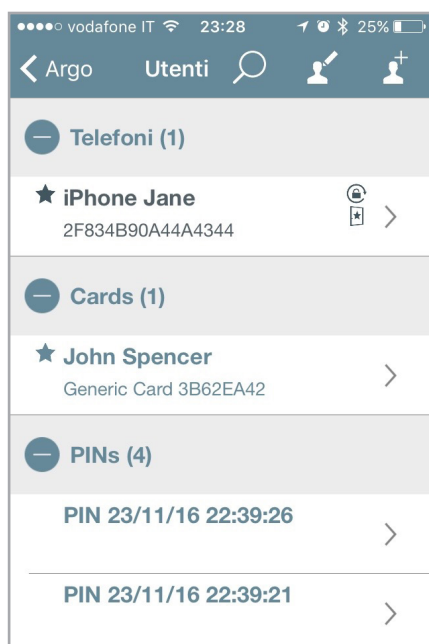 vodafone IT 23:28 25%
Argo Utenti
Telefoni (1)
iPhone Jane
2F834B90A44A4344
Cards (1)
John Spencer
Generic Card 3B62EA42
PINs (4)
PIN 23/11/16 22:39:26
PIN 23/11/16 22:39:21